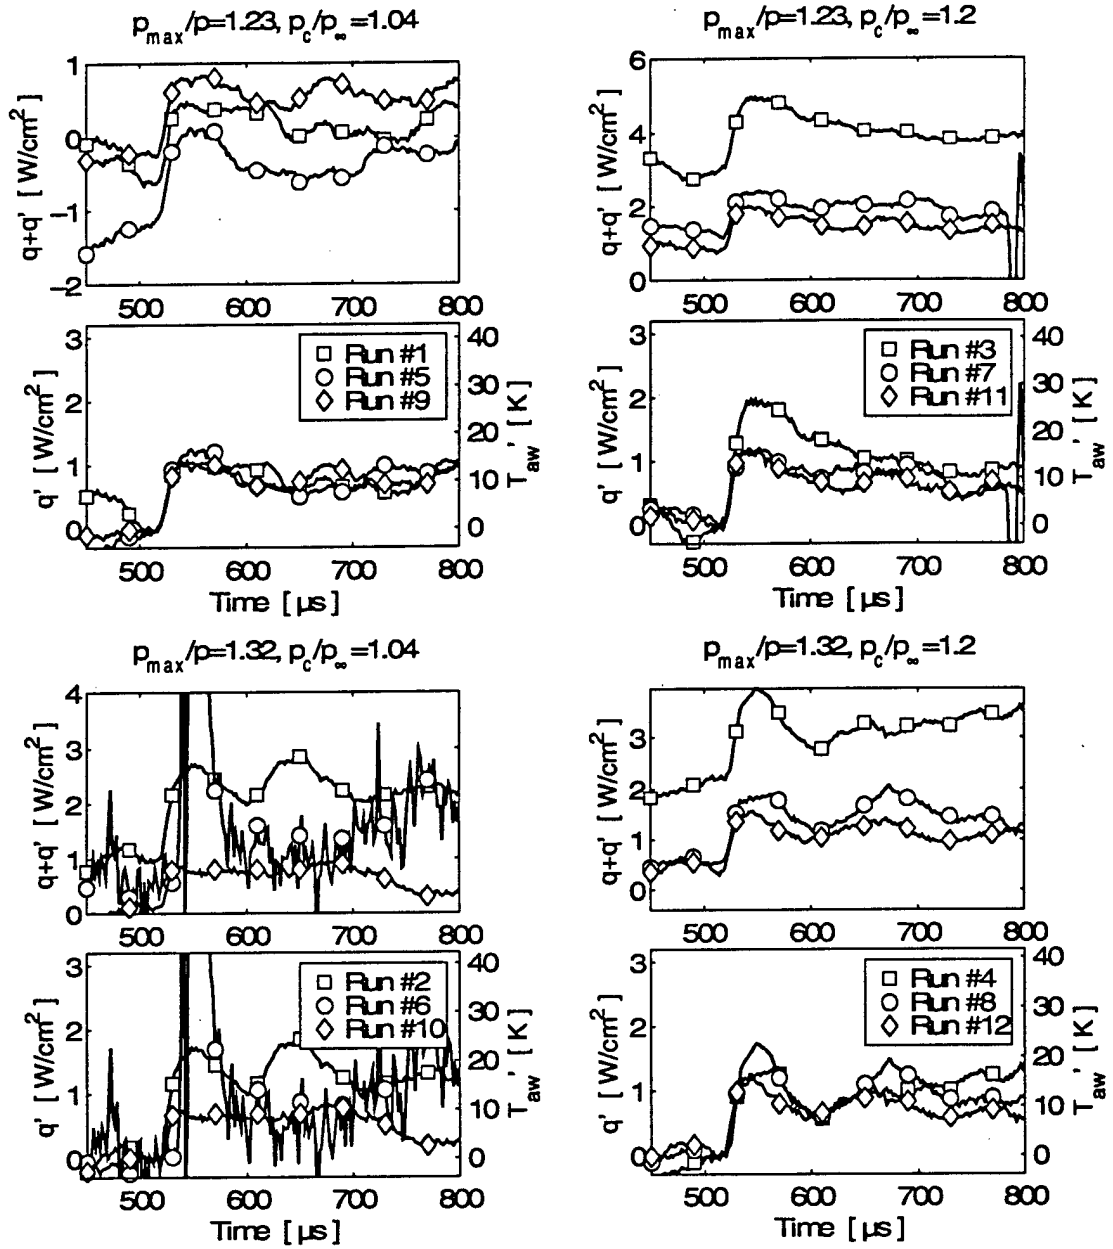 p_max/p=1.23, p_c/p_∞=1.04
p_max/p=1.23, p_c/p_∞=1.2
q+q' [ W/cm²]
1
0
−1
−2
500 600 700 800
q+q' [ W/cm²]
6
4
2
0
500 600 700 800
q' [ W/cm²]
3
2
1
0
Run #1
Run #5
Run #9
40
30
20
10
0
T_aw' [ K]
500 600 700 800
Time [ µs]
q' [ W/cm²]
3
2
1
0
Run #3
Run #7
Run #11
40
30
20
10
0
T_aw' [ K]
500 600 700 800
Time [ µs]
p_max/p=1.32, p_c/p_∞=1.04
p_max/p=1.32, p_c/p_∞=1.2
q+q' [ W/cm²]
4
3
2
1
0
500 600 700 800
q+q' [ W/cm²]
3
2
1
0
500 600 700 800
q' [ W/cm²]
3
2
1
0
Run #2
Run #6
Run #10
40
30
20
10
0
T_aw' [ K]
500 600 700 800
Time [ µs]
q' [ W/cm²]
3
2
1
0
Run #4
Run #8
Run #12
40
30
20
10
0
T_aw' [ K]
500 600 700 800
Time [ µs]